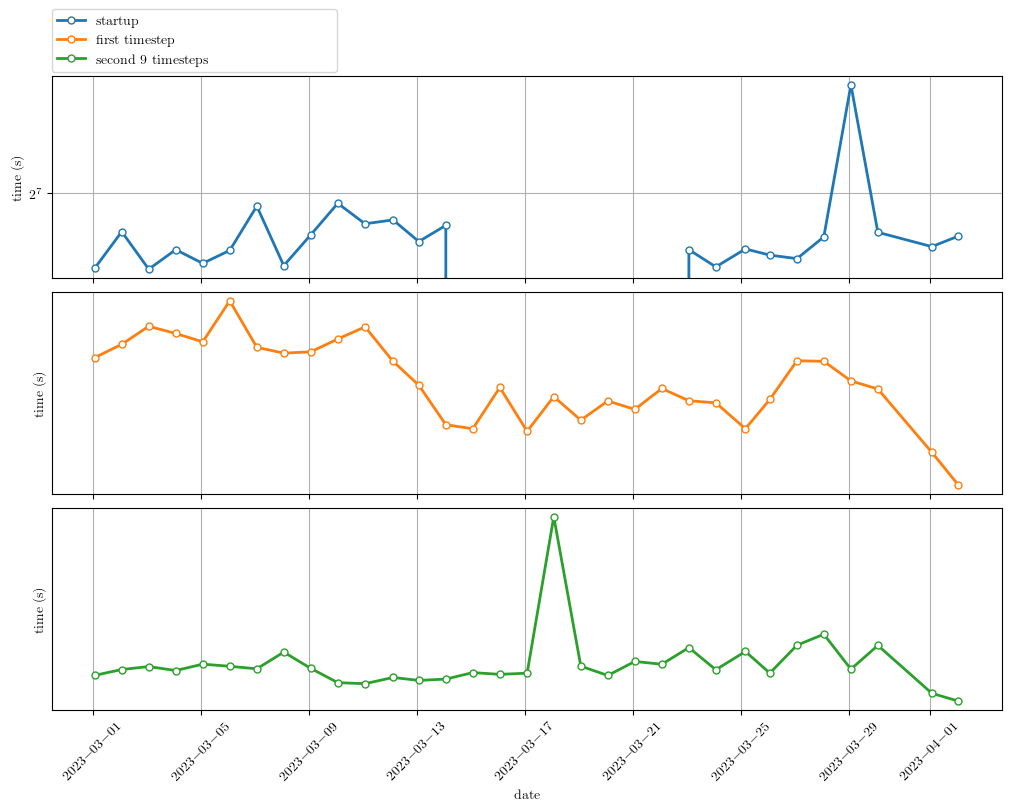 startup
first timestep
second 9 timesteps
time (s)
2⁷
time (s)
time (s)
2023−03−01
2023−03−05
2023−03−09
2023−03−13
2023−03−17
2023−03−21
2023−03−25
2023−03−29
2023−04−01
date